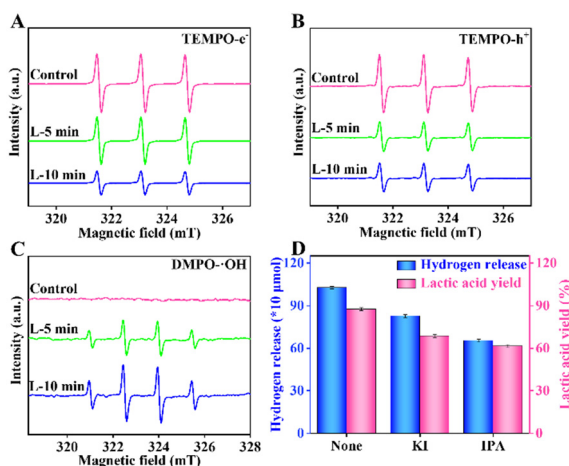 A
TEMPO-e⁻
Control
L-5 min
L-10 min
Intensity (a.u.)
320 322 324 326
Magnetic field (mT)
B
TEMPO-h⁺
Control
L-5 min
L-10 min
Intensity (a.u.)
320 322 324 326
Magnetic field (mT)
C
DMPO-·OH
Control
L-5 min
L-10 min
Intensity (a.u.)
320 322 324 326 328
Magnetic field (mT)
D
Hydrogen release
Lactic acid yield
Hydrogen release (*10 μmol)
120
90
60
30
0
None KI IPA
120
90
60
30
0
Lactic acid yield (%)